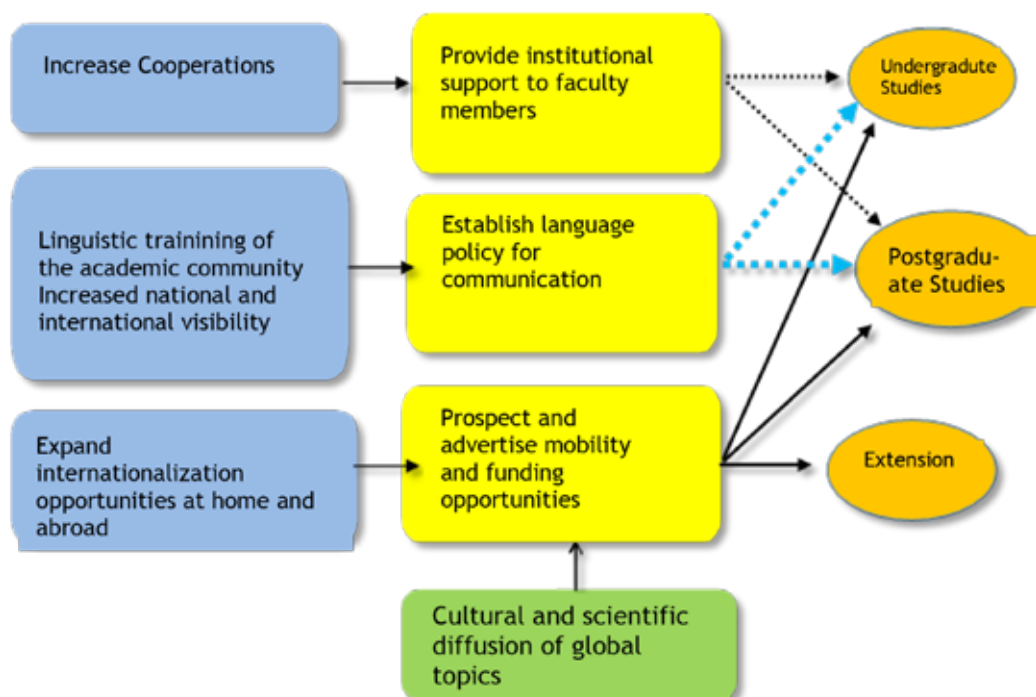 Increase Cooperations
Provide institutional
support to faculty
members
Undergradute
Studies
Linguistic trainining of
the academic community
Increased national and
international visibility
Establish language
policy for
communication
Postgradu-
ate Studies
Expand
internationalization
opportunities at home and
abroad
Prospect and
advertise mobility
and funding
opportunities
Extension
Cultural and scientific
diffusion of global
topics